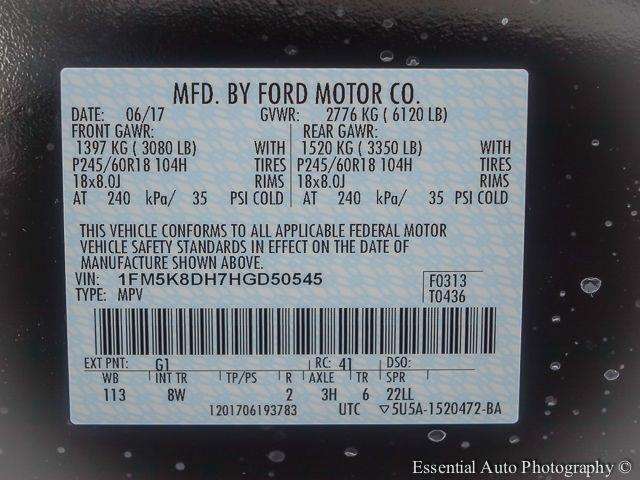 MFD. BY FORD MOTOR CO.
DATE: 06/17 GVWR: 2776 KG ( 6120 LB)
FRONT GAWR: REAR GAWR:
1397 KG ( 3080 LB) WITH 1520 KG ( 3350 LB) WITH
P245/60R18 104H TIRES P245/60R18 104H TIRES
18x8.0J RIMS 18x8.0J RIMS
AT 240 kPa/ 35 PSI COLD AT 240 kPa/ 35 PSI COLD
THIS VEHICLE CONFORMS TO ALL APPLICABLE FEDERAL MOTOR
VEHICLE SAFETY STANDARDS IN EFFECT ON THE DATE OF
MANUFACTURE SHOWN ABOVE.
VIN: 1FM5K8DH7HGD50545 F0313
TYPE: MPV T0436
EXT PNT: G1 RC: 41 DSO:
WB INT TR TP/PS R AXLE TR SPR
113 8W 2 3H 6 22LL
1201706193783 UTC ▽5U5A-1520472-BA
Essential Auto Photography ©